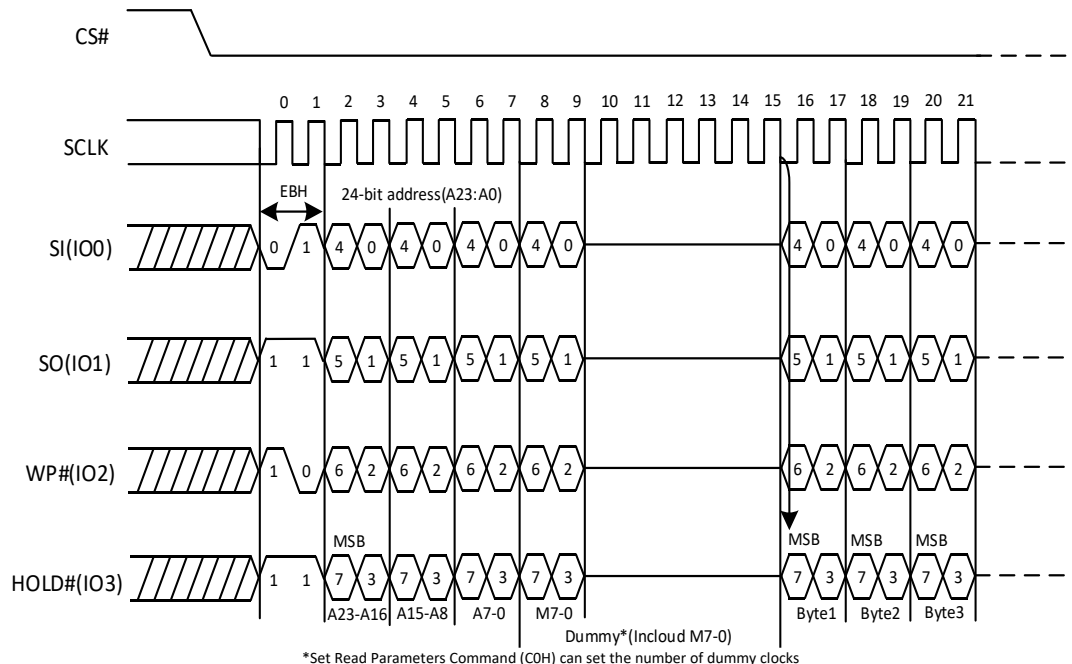 CS#
0 1 2 3 4 5 6 7 8 9 10 11 12 13 14 15 16 17 18 19 20 21
SCLK
EBH 24-bit address(A23:A0)
SI(IO0) 0 1 4 0 4 0 4 0 4 0 4 0 4 0 4 0
SO(IO1) 1 1 5 1 5 1 5 1 5 1 5 1 5 1 5 1
WP#(IO2) 1 0 6 2 6 2 6 2 6 2 6 2 6 2 6 2
MSB MSB MSB MSB
HOLD#(IO3) 1 1 7 3 7 3 7 3 7 3 7 3 7 3 7 3
A23-A16 A15-A8 A7-0 M7-0 Byte1 Byte2 Byte3
Dummy*(Incloud M7-0)
*Set Read Parameters Command (C0H) can set the number of dummy clocks